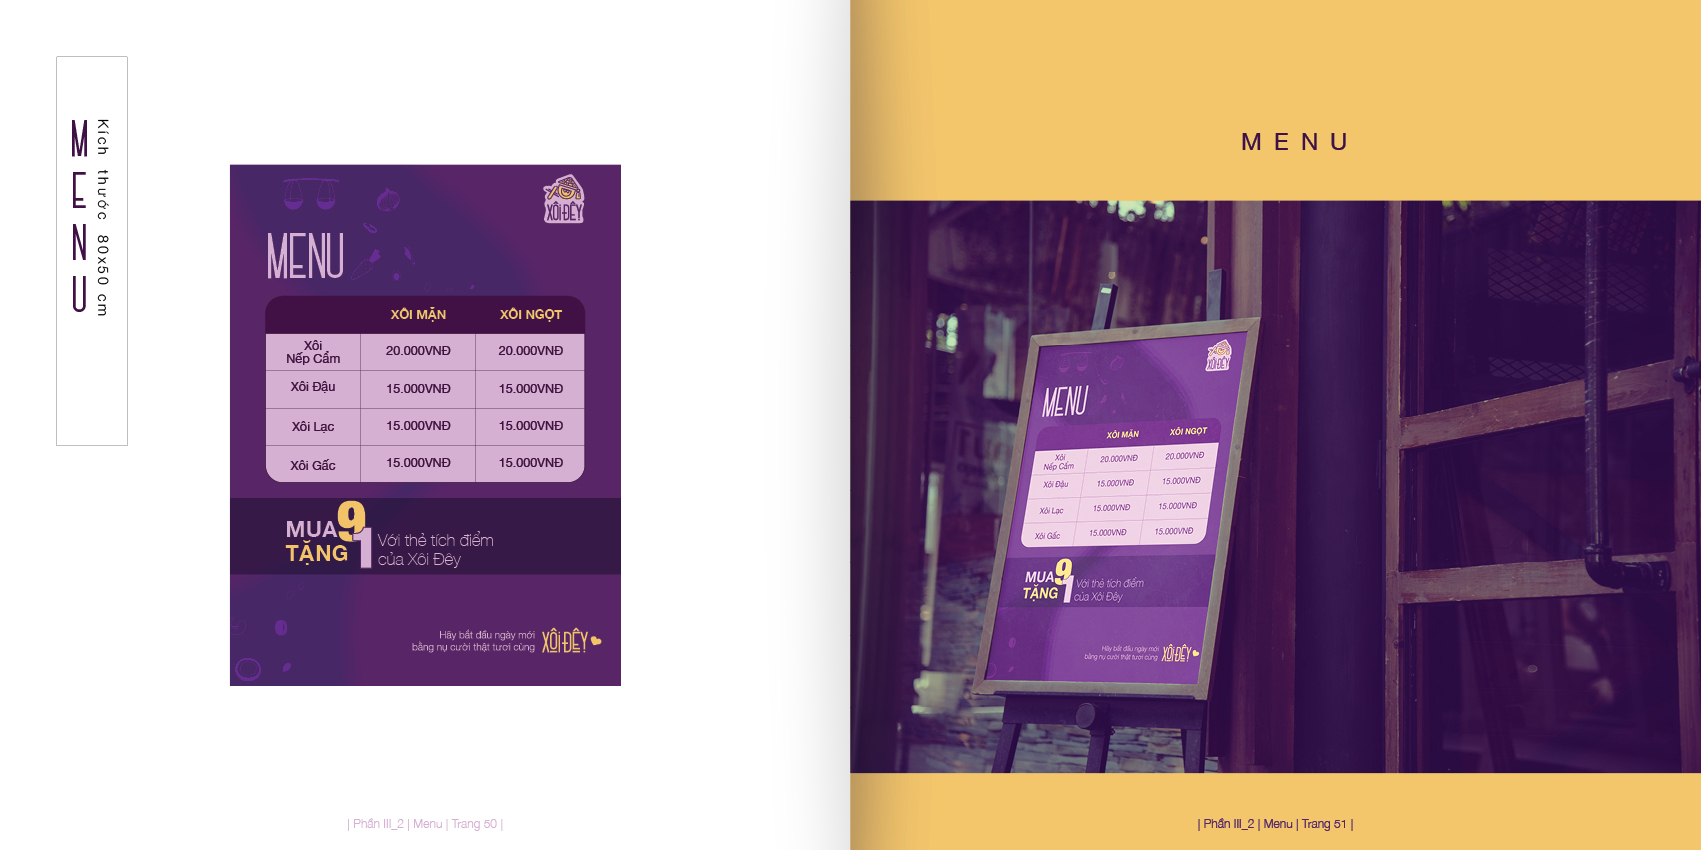 MENU
Kích thước 80x50 cm
XÔI ĐÊY!
MENU
XÔI MẶN XÔI NGỌT
Xôi
Nếp Cẩm 20.000VNĐ 20.000VNĐ
Xôi Đậu 15.000VNĐ 15.000VNĐ
Xôi Lạc 15.000VNĐ 15.000VNĐ
Xôi Gấc 15.000VNĐ 15.000VNĐ
MUA 9
TẶNG 1
Với thẻ tích điểm
của Xôi Đêy
Hãy bắt đầu ngày mới
bằng nụ cười thật tươi cùng XÔI ĐÊY!
| Phần III_2 | Menu | Trang 50 |
MENU
XÔI ĐÊY
MENU
XÔI MẶN XÔI NGỌT
Xôi
Nếp Cẩm 20.000VNĐ 20.000VNĐ
Xôi Đậu 15.000VNĐ 15.000VNĐ
Xôi Lạc 15.000VNĐ 15.000VNĐ
Xôi Gấc 15.000VNĐ 15.000VNĐ
MUA 9
TẶNG 1
Với thẻ tích điểm
của Xôi Đêy
Hãy bắt đầu ngày mới
bằng nụ cười thật tươi cùng XÔI ĐÊY!
| Phần III_2 | Menu | Trang 51 |